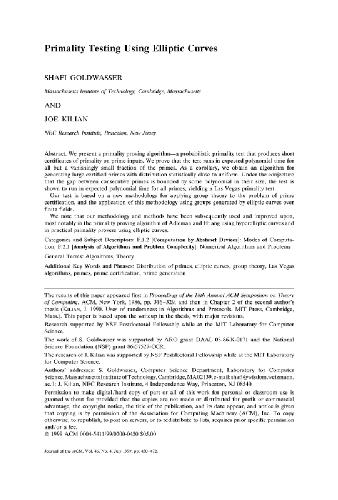 Primality Testing Using Elliptic Curves
SHAFI GOLDWASSER
Massachusetts Institute of Technology, Cambridge, Massachusetts
AND
JOE KILIAN
NEC Research Institute, Princeton, New Jersey
Abstract. We present a primality proving algorithm—a probabilistic primality test that produces short
certificates of primality on prime inputs. We prove that the test runs in expected polynomial time for
all but a vanishingly small fraction of the primes. As a corollary, we obtain an algorithm for
generating large certified primes with distribution statistically close to uniform. Under the conjecture
that the gap between consecutive primes is bounded by some polynomial in their size, the test is
shown to run in expected polynomial time for all primes, yielding a Las Vegas primality test.
Our test is based on a new methodology for applying group theory to the problem of prime
certification, and the application of this methodology using groups generated by elliptic curves over
finite fields.
We note that our methodology and methods have been subsequently used and improved upon,
most notably in the primality proving algorithm of Adleman and Huang using hyperelliptic curves and
in practical primality provers using elliptic curves.
Categories and Subject Descriptors: F.1.2 [Computation by Abstract Devices]: Modes of Computa-
tion; F.2.1 [Analysis of Algorithms and Problem Complexity]: Numerical Algorithms and Problems
General Terms: Algorithms, Theory
Additional Key Words and Phrases: Distribution of primes, elliptic curves, group theory, Las Vegas
algorithms, primes, prime certification, prime generation
The results of this paper appeared first in Proceedings of the 18th Annual ACM Symposium on Theory
of Computing, ACM, New York, 1986, pp. 316–329, and then in Chapter 2 of the second author's
thesis (KILIAN, J. 1990. Uses of Randomness in Algorithms and Protocols. MIT Press, Cambridge,
Mass.). This paper is based upon the write-up in the thesis, with major revisions.
Research supported by NSF Postdoctoral Fellowship while at the MIT Laboratory for Computer
Science.
The work of S. Goldwasser was supported by ARO grant and the National
Science Foundation (NSF) grant
The research of J. Kilian was supported by NSF Postdoctoral Fellowship while at the MIT Laboratory
for Computer Science.
Authors' addresses: S. Goldwasser, Computer Science Department, Laboratory for Computer
Science, Massachusetts Institute of Technology, Cambridge, MA
J. Kilian, NEC Research Institute, 4 Independence Way, Princeton, NJ 08540.
Permission to make digital/hard copy of part or all of this work for personal or classroom use is
granted without fee provided that the copies are not made or distributed for profit or commercial
advantage, the copyright notice, the title of the publication, and its date appear, and notice is given
that copying is by permission of the Association for Computing Machinery (ACM), Inc. To copy
otherwise, to republish, to post on servers, or to redistribute to lists, requires prior specific permission
and/or a fee.
© 1999 ACM 0004-5411/99/0700-0450 $05.00
Journal of the ACM, Vol. 46, No. 4, July 1999, pp. 450–472.